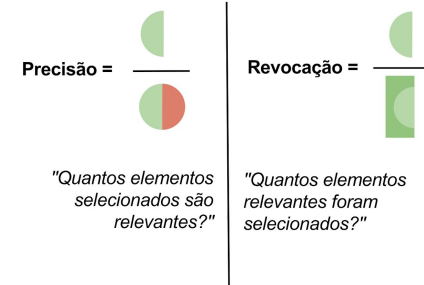 Precisão =
"Quantos elementos
selecionados são
relevantes?"
Revocação =
"Quantos elementos
relevantes foram
selecionados?"